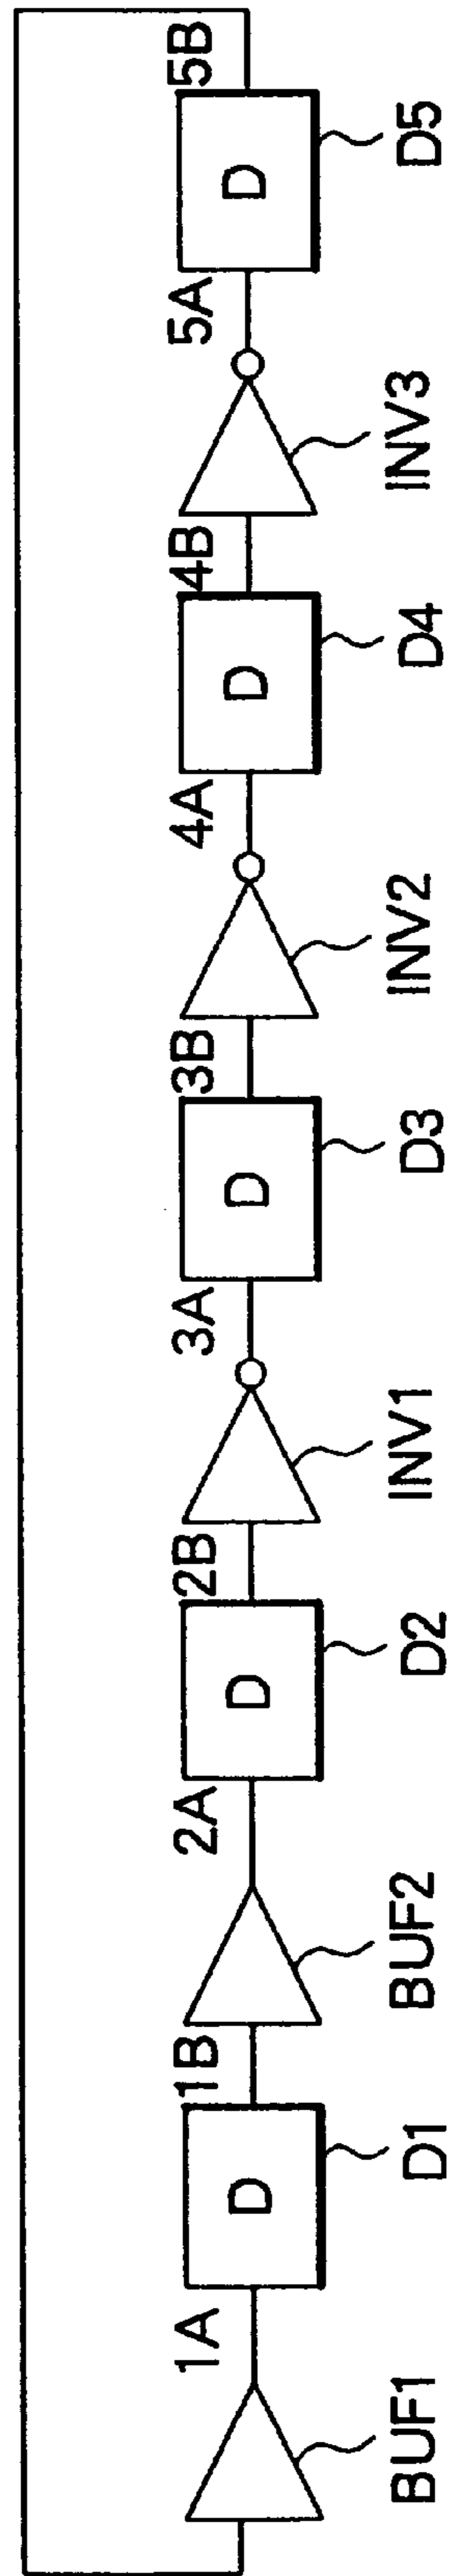 1A 1B 2A 2B 3A 3B 4A 4B 5A 5B
D D D D D
BUF1 D1 BUF2 D2 INV1 D3 INV2 D4 INV3 D5